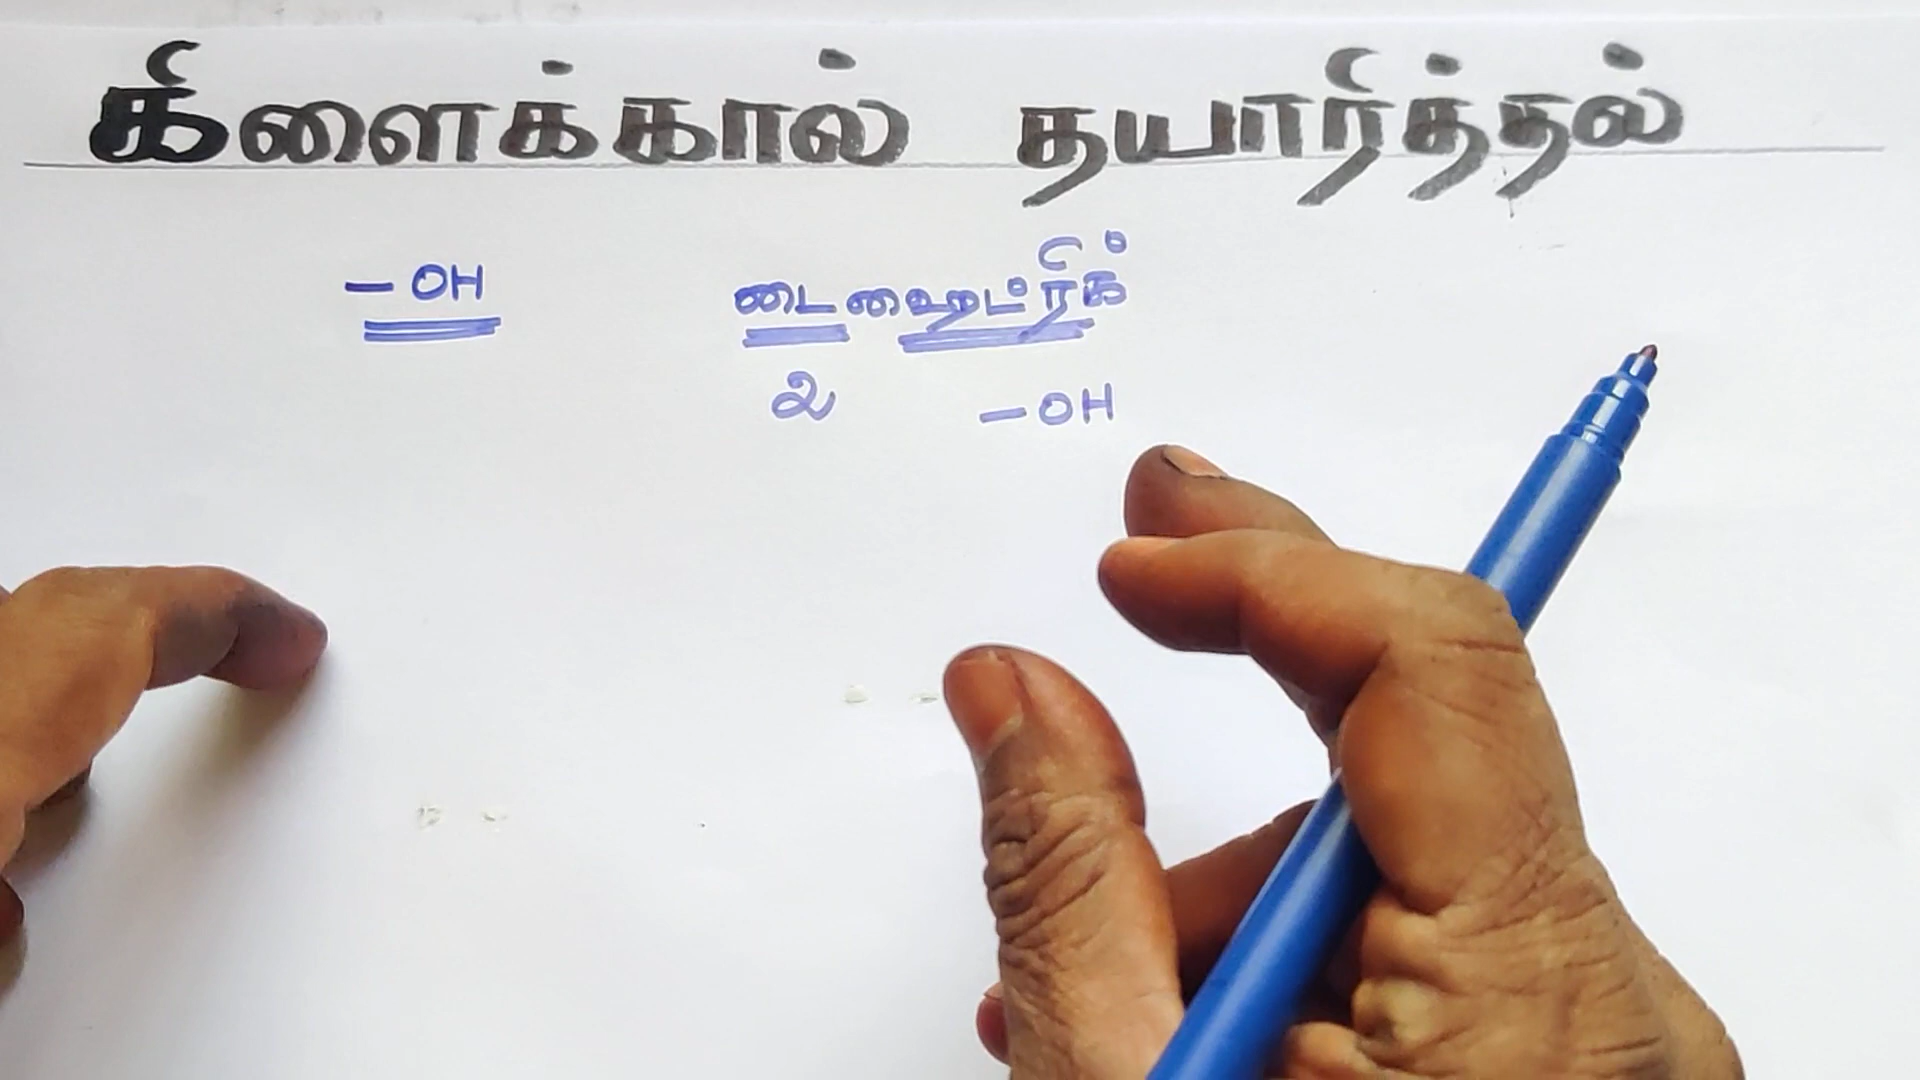 கிளைக்கால் தயாரித்தல்
– OH டைஹைட்ரிக்
2 – OH